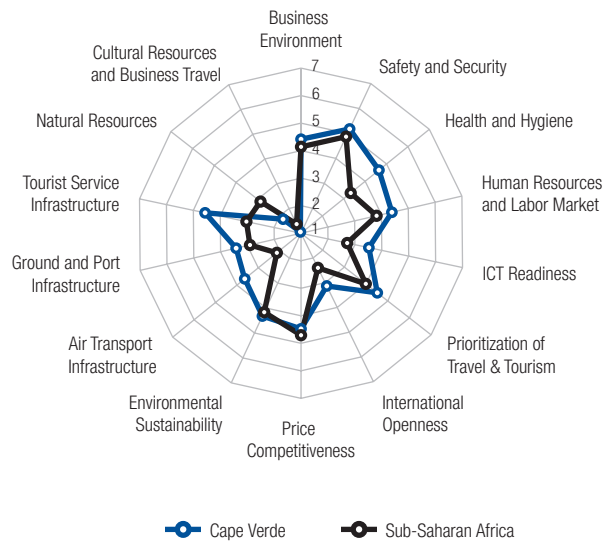 Business
Environment
Safety and Security
Health and Hygiene
Human Resources
and Labor Market
ICT Readiness
Prioritization of
Travel & Tourism
International
Openness
Price
Competitiveness
Environmental
Sustainability
Air Transport
Infrastructure
Ground and Port
Infrastructure
Tourist Service
Infrastructure
Natural Resources
Cultural Resources
and Business Travel
7
6
5
4
3
2
1
Cape Verde
Sub-Saharan Africa